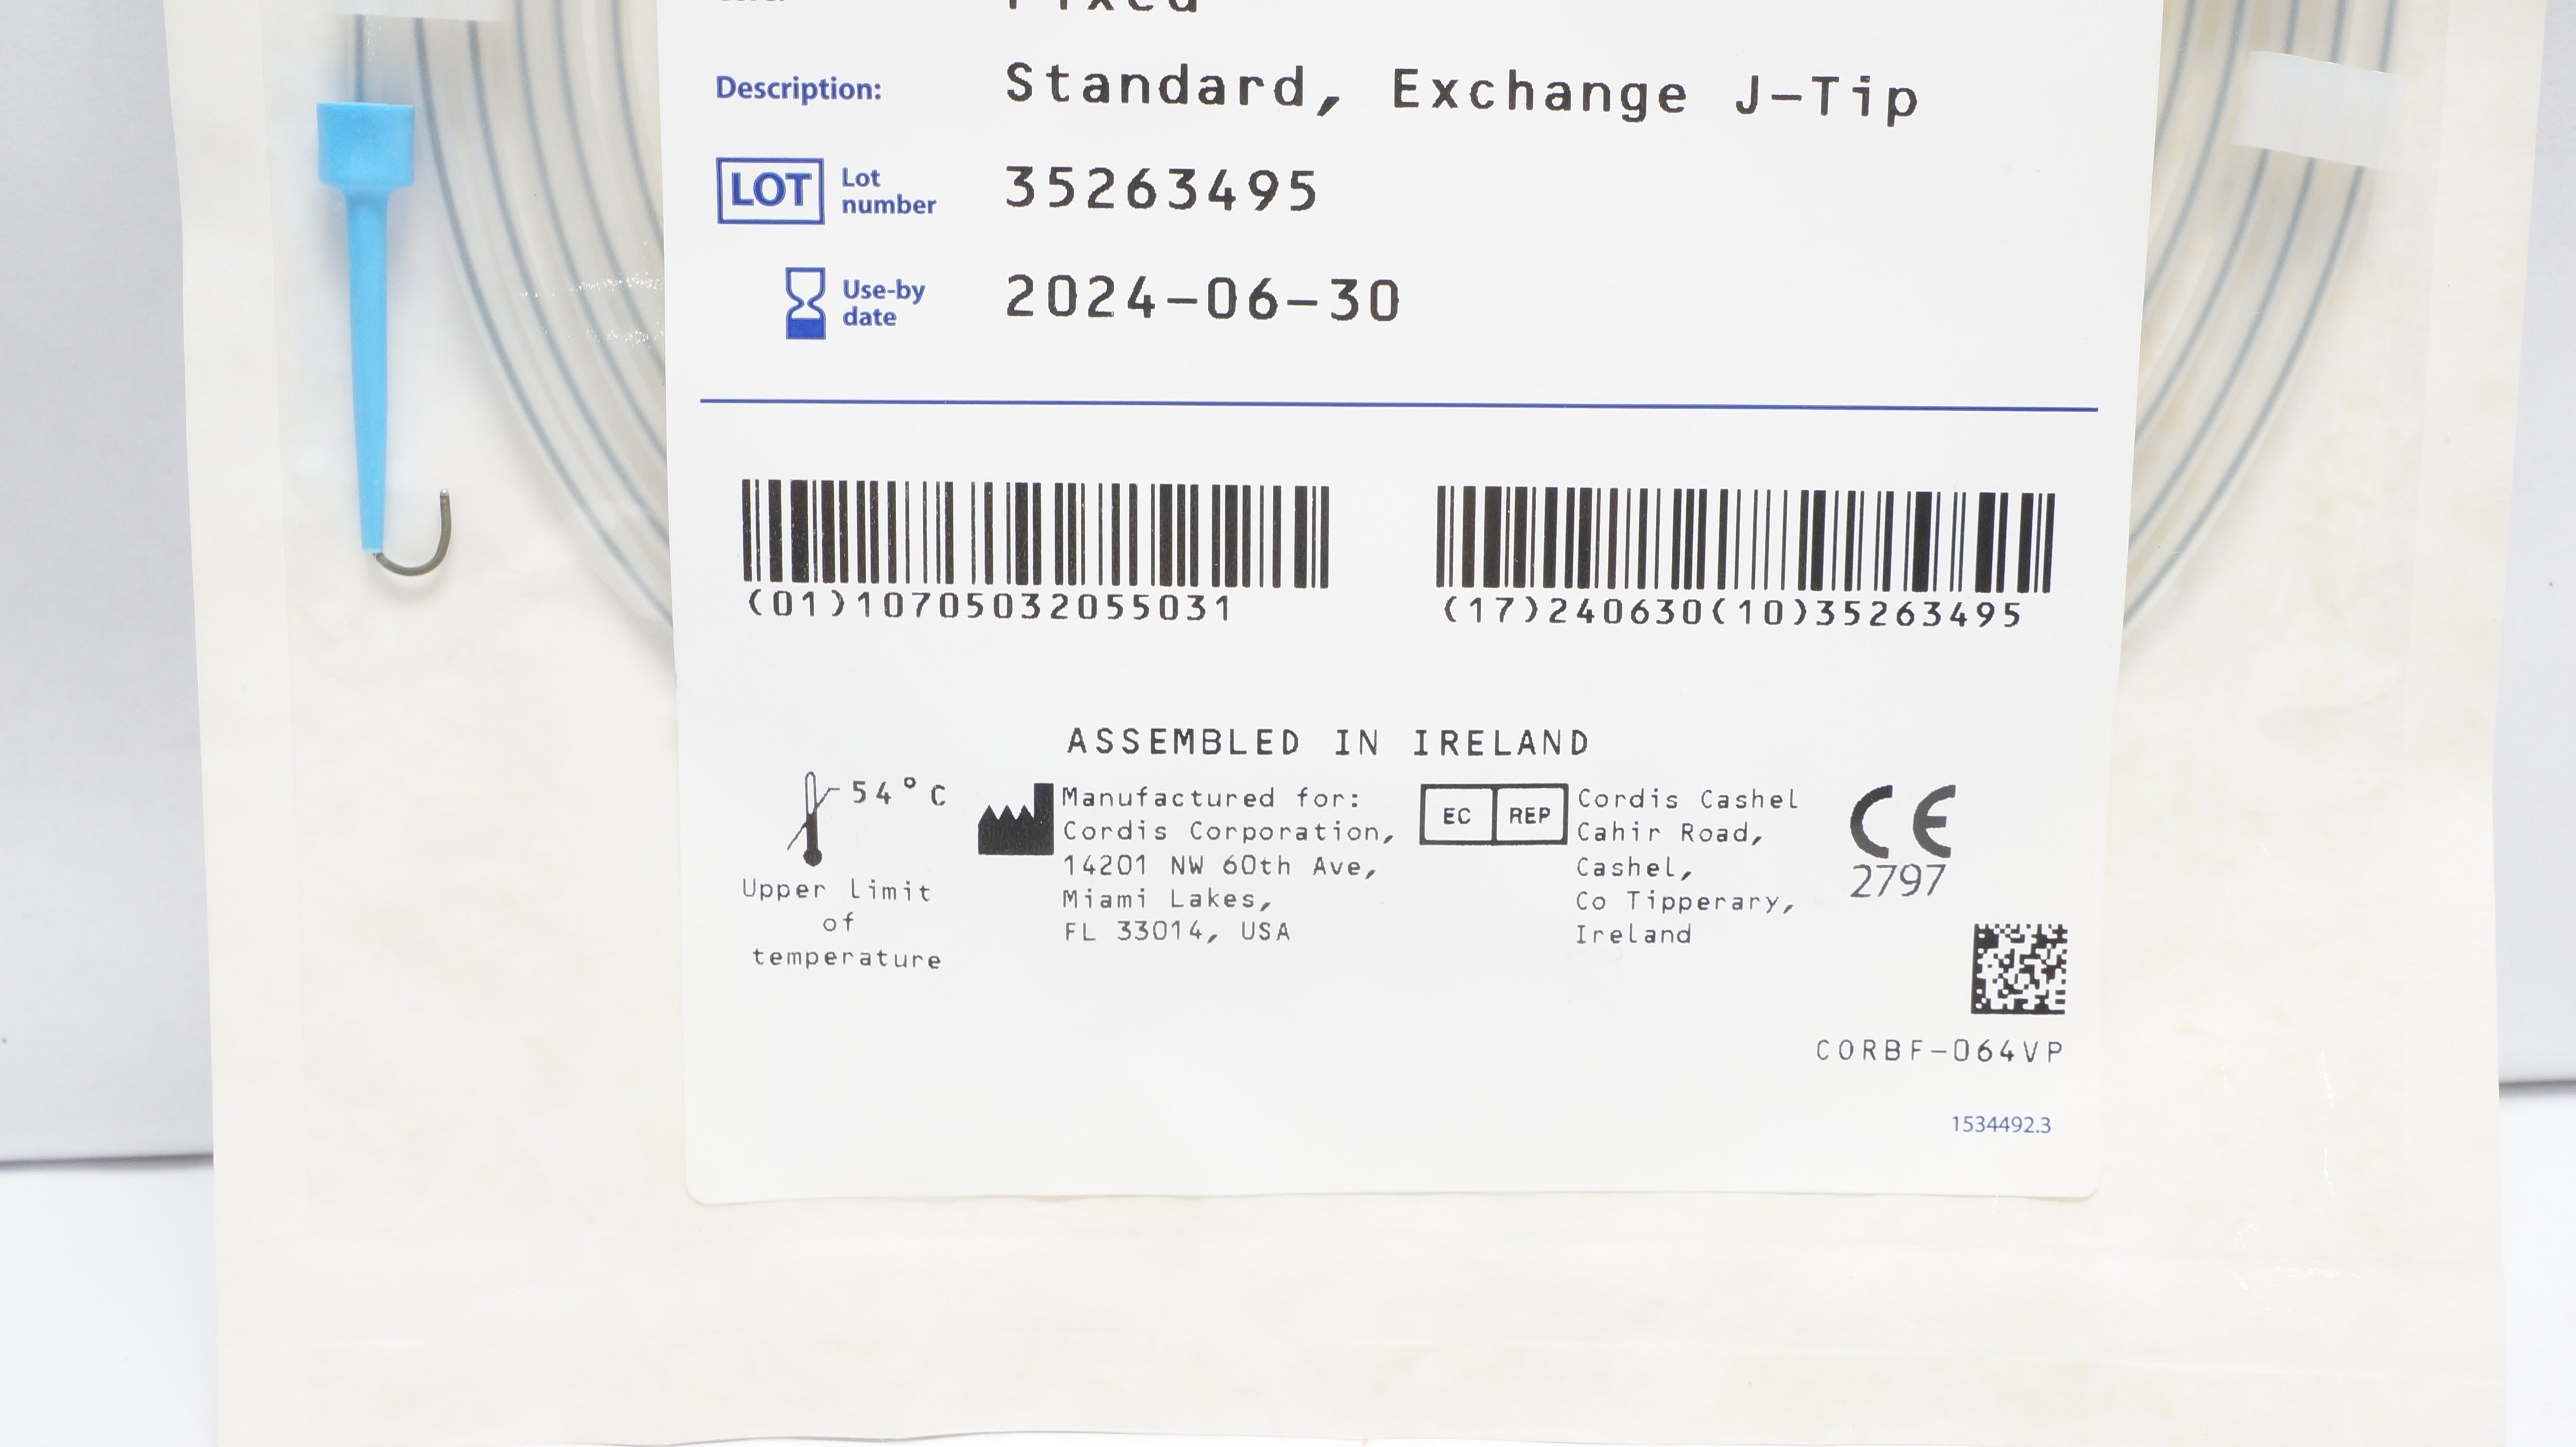 Fixed
Description: Standard, Exchange J-Tip
LOT Lot number 35263495
Use-by date 2024-06-30
(01)10705032055031
(17)240630(10)35263495
ASSEMBLED IN IRELAND
54°C
Upper limit
of
temperature
Manufactured for:
Cordis Corporation,
14201 NW 60th Ave,
Miami Lakes,
FL 33014, USA
EC REP
Cordis Cashel
Cahir Road,
Cashel,
Co Tipperary,
Ireland
CE
2797
CORBF-064VP
1534492.3